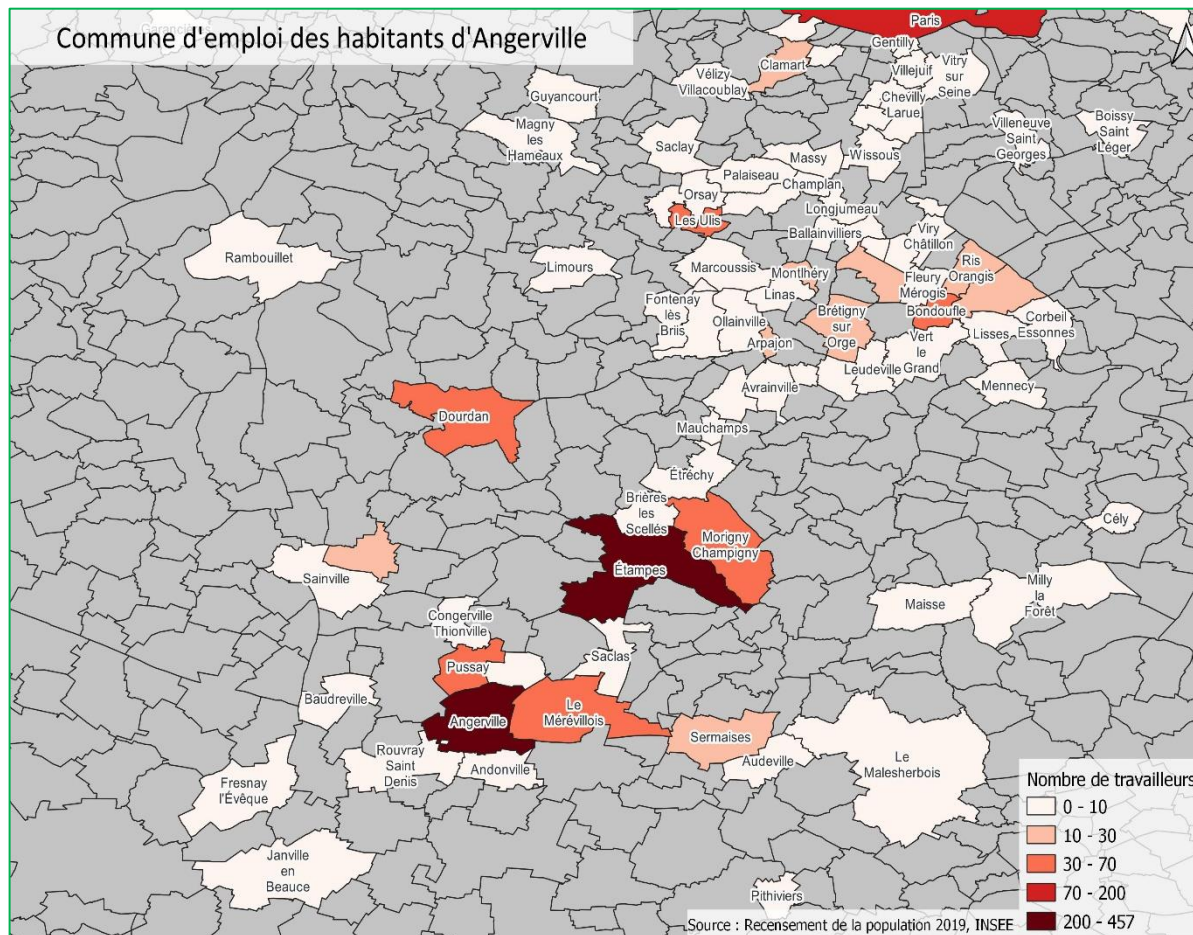 Commune d'emploi des habitants d'Angerville
Paris
Gentilly
Clamart
Villejuif
Vitry
sur
Seine
Vélizy
Villacoublay
Guyancourt
Chevilly
Larue
Magny
les
Hameaux
Villeneuve
Saint
Georges
Boissy
Saint
Léger
Saclay
Massy
Wissous
Palaiseau
Champlan
Orsay
Les Ulis
Longjumeau
Ballainvilliers
Viry
Châtillon
Rambouillet
Limours
Marcoussis
Montlhéry
Linas
Ris
Orangis
Fleury
Mérogis
Bondoufle
Fontenay
lès
Briis
Ollainville
Brétigny
sur
Orge
Arpajon
Corbeil
Essonnes
Lisses
Vert
le
Grand
Leudeville
Avrainville
Mennecy
Dourdan
Mauchamps
Étréchy
Brières
les
Scellés
Morigny
Champigny
Cély
Étampes
Sainville
Milly
la
Forêt
Maisse
Congerville
Thionville
Saclas
Pussay
Baudreville
Le
Mérévillois
Angerville
Sermaises
Audeville
Rouvray
Saint
Denis
Andonville
Le
Malesherbois
Fresnay
l'Évêque
Janville
en
Beauce
Pithiviers
Nombre de travailleurs
0 - 10
10 - 30
30 - 70
70 - 200
200 - 457
Source : Recensement de la population 2019, INSEE